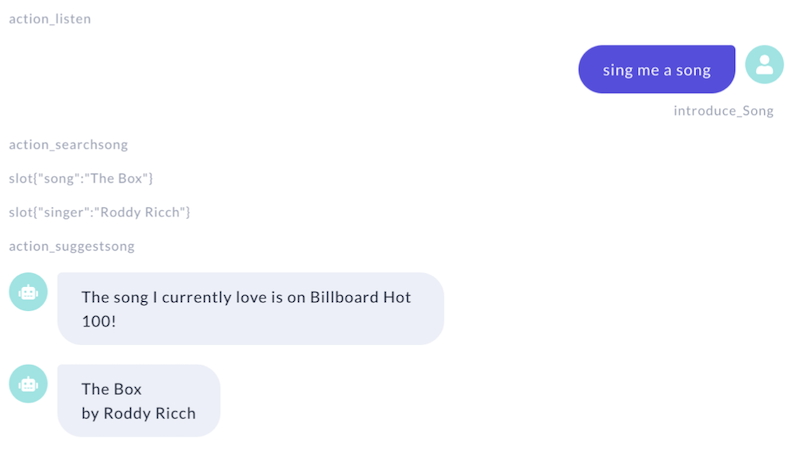 action_listen
sing me a song
introduce_Song
action_searchsong
slot{"song":"The Box"}
slot{"singer":"Roddy Ricch"}
action_suggestsong
The song I currently love is on Billboard Hot
100!
The Box
by Roddy Ricch